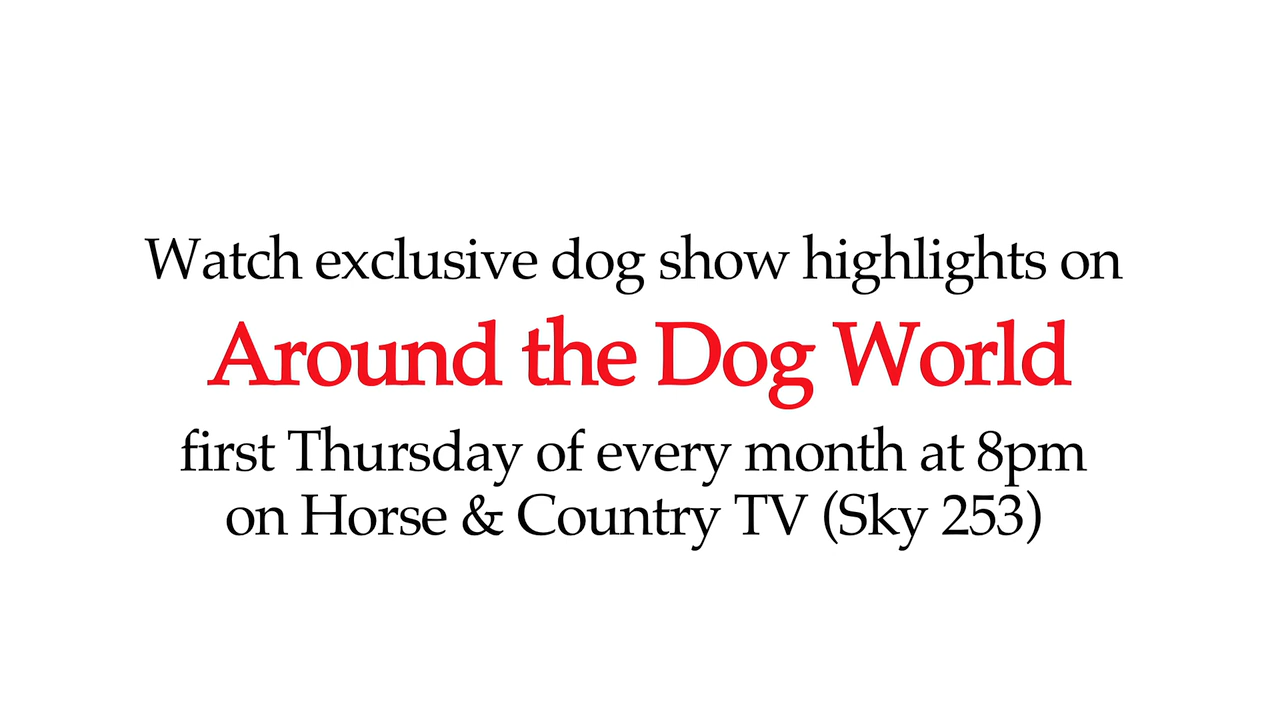 Watch exclusive dog show highlights on
Around the Dog World
first Thursday of every month at 8pm
on Horse & Country TV (Sky 253)